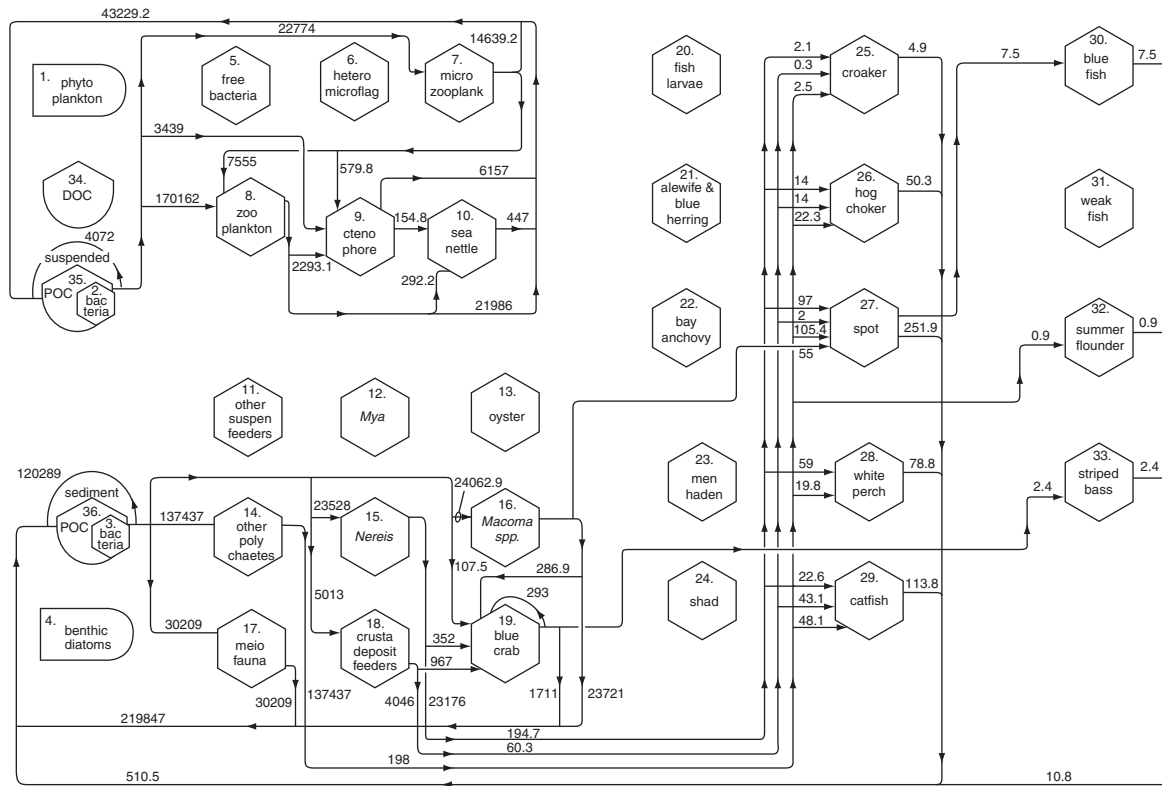 43229.2
22774
14639.2
1.
phyto
plankton
5.
free
bacteria
6.
hetero
microflag
7.
micro
zooplank
20.
fish
larvae
2.1
0.3
2.5
25.
croaker
4.9
7.5
30.
blue
fish
7.5
3439
7555
579.8
6157
34.
DOC
170162
8.
zoo
plankton
9.
cteno
phore
154.8
10.
sea
nettle
447
21.
alewife &
blue
herring
14
14
22.3
26.
hog
choker
50.3
31.
weak
fish
4072
suspended
35.
POC
2.
bac
teria
2293.1
292.2
21986
22.
bay
anchovy
97
2
105.4
55
27.
spot
251.9
0.9
32.
summer
flounder
0.9
11.
other
suspen
feeders
12.
Mya
13.
oyster
120289
sediment
36.
POC
3.
bac
teria
137437
14.
other
poly
chaetes
23528
15.
Nereis
24062.9
16.
Macoma
spp.
23.
men
haden
59
19.8
28.
white
perch
78.8
2.4
33.
striped
bass
2.4
107.5
286.9
293
5013
4.
benthic
diatoms
30209
17.
meio
fauna
18.
crusta
deposit
feeders
352
967
19.
blue
crab
24.
shad
22.6
43.1
48.1
29.
catfish
113.8
30209
137437
4046
23176
1711
23721
219847
194.7
60.3
198
510.5
10.8